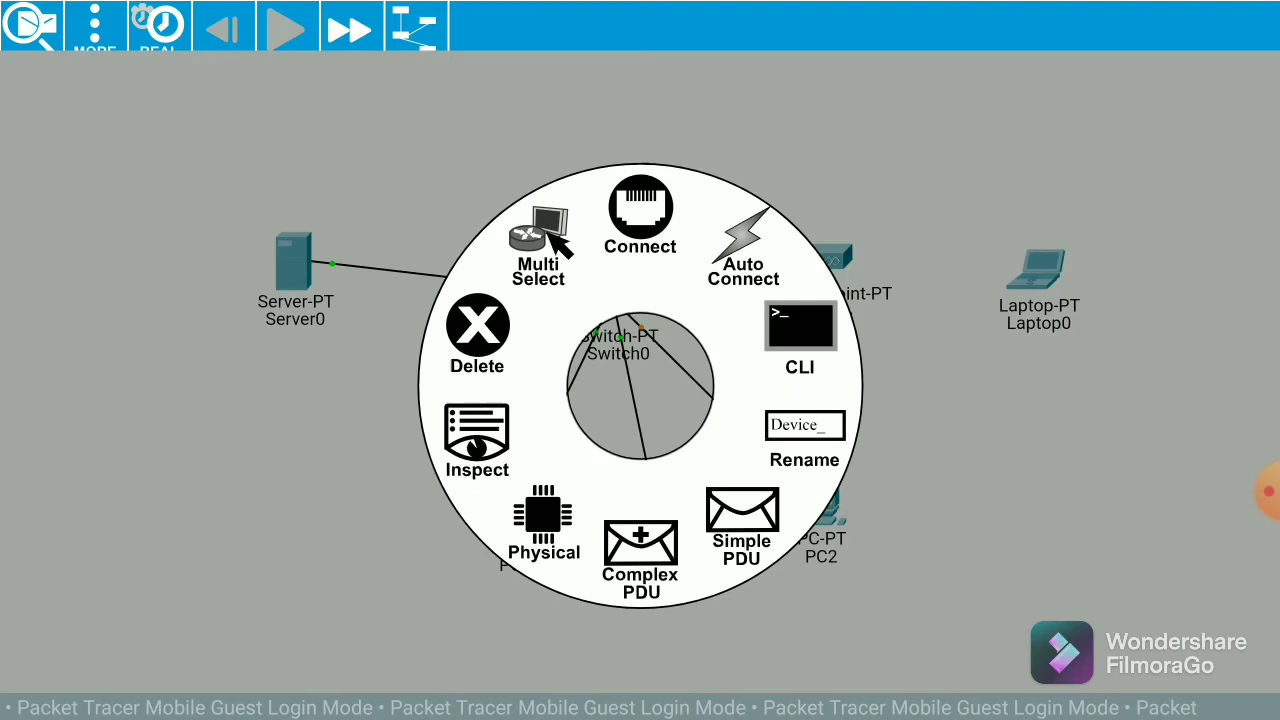 MORE
REAL
Connect
Multi
Select
Auto
Connect
Server-PT
Server0
int-PT
Laptop-PT
Laptop0
>_
Switch-PT
Switch0
Delete
CLI
Device_
Rename
Inspect
Physical
Simple
PDU
Complex
PDU
PC-PT
PC2
Wondershare
FilmoraGo
• Packet Tracer Mobile Guest Login Mode • Packet Tracer Mobile Guest Login Mode • Packet Tracer Mobile Guest Login Mode • Packet